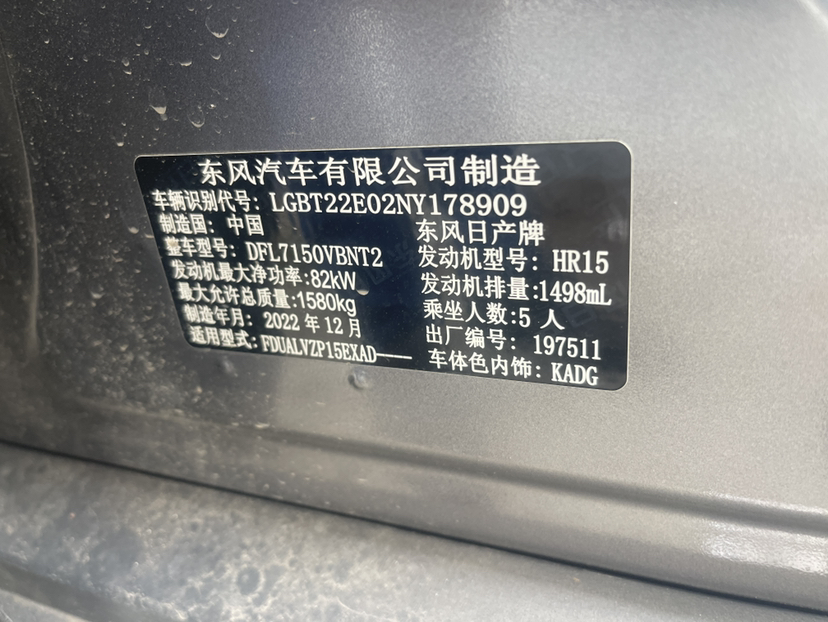 东风汽车有限公司制造
车辆识别代号: LGBT22E02NY178909
制造国: 中国 东风日产牌
整车型号: DFL7150VBNT2 发动机型号: HR15
发动机最大净功率:82kW 发动机排量:1498mL
最大允许总质量:1580kg 乘坐人数:5 人
制造年月: 2022 年 12 月 出厂编号: 197511
适用型式: FDUALVZP15EXAD—— 车体色内饰: KADG